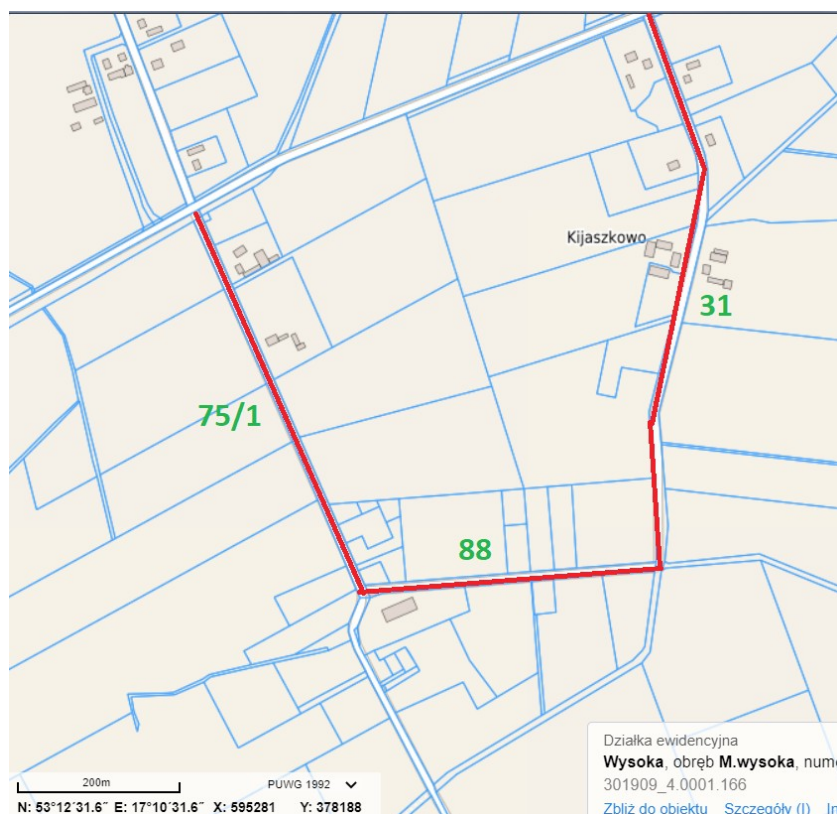 Kijaszkowo
31
75/1
88
Działka ewidencyjna
Wysoka, obręb M.wysoka, nume
301909_4.0001.166
Zbliż do obiektu Szczegóły (I) In
200m
PUWG 1992
N: 53°12´31.6˝ E: 17°10´31.6˝ X: 595281 Y: 378188